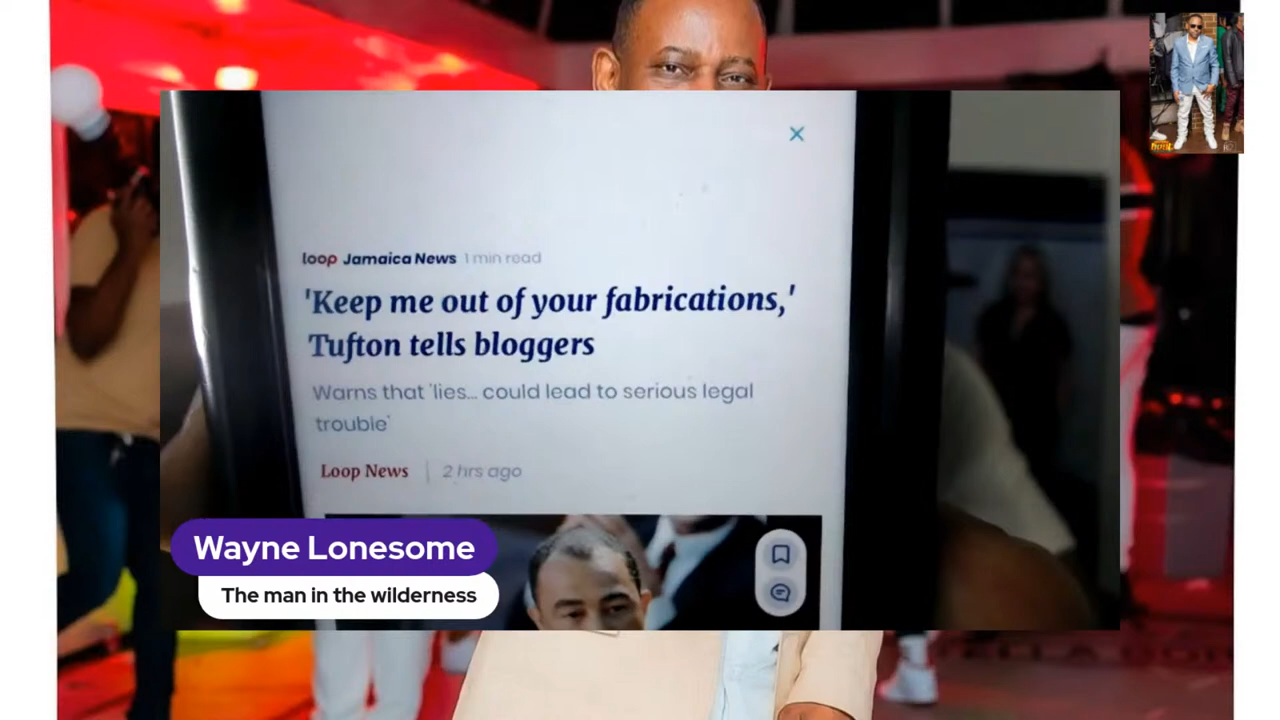 loop Jamaica News 1 min read
'Keep me out of your fabrications,'
Tufton tells bloggers
Warns that 'lies... could lead to serious legal
trouble'
Loop News | 2 hrs ago
Wayne Lonesome
The man in the wilderness